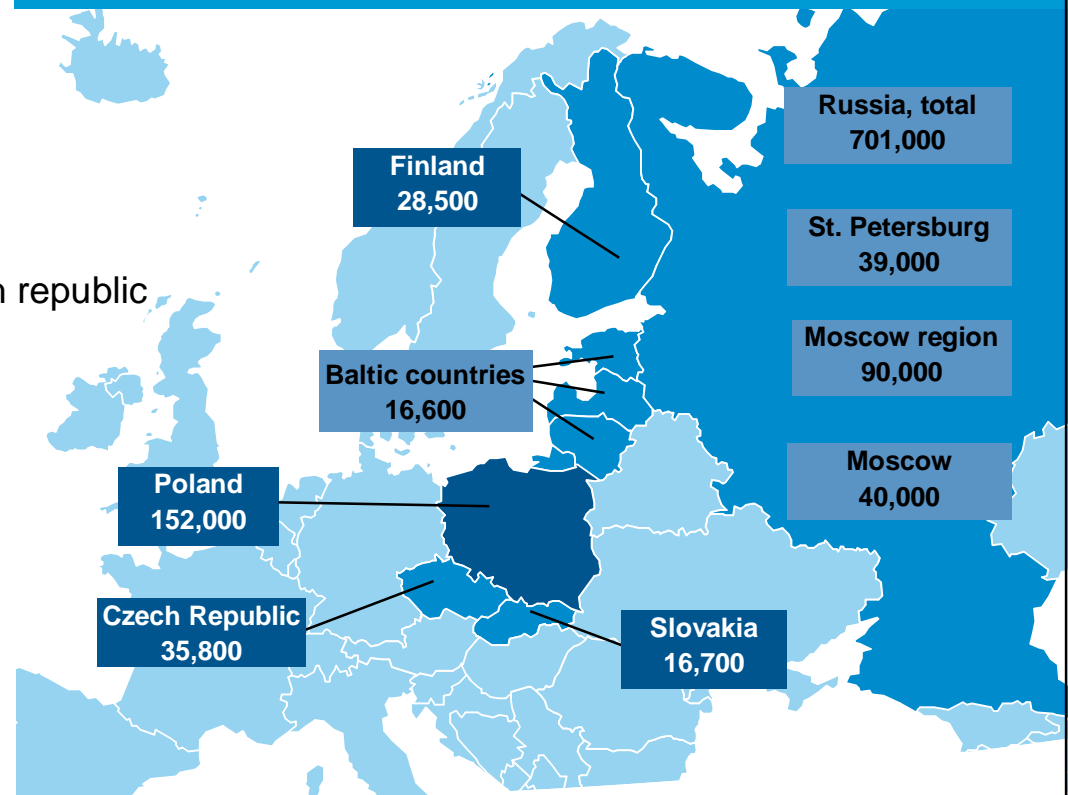 Russia, total
701,000
Finland
28,500
St. Petersburg
39,000
republic
Moscow region
90,000
Baltic countries
16,600
Moscow
40,000
Poland
152,000
Czech Republic
35,800
Slovakia
16,700